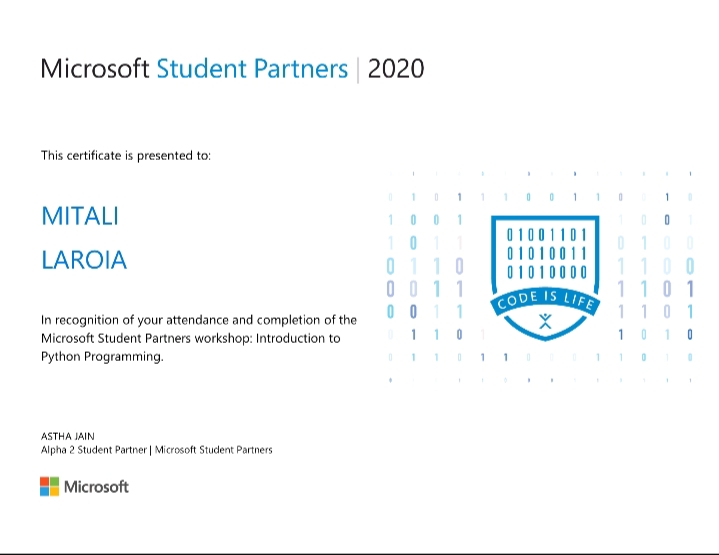 Microsoft Student Partners | 2020
This certificate is presented to:
MITALI
LAROIA
In recognition of your attendance and completion of the
Microsoft Student Partners workshop: Introduction to
Python Programming.
01001101
01010011
01010000
CODE IS LIFE
ASTHA JAIN
Alpha 2 Student Partner | Microsoft Student Partners
Microsoft